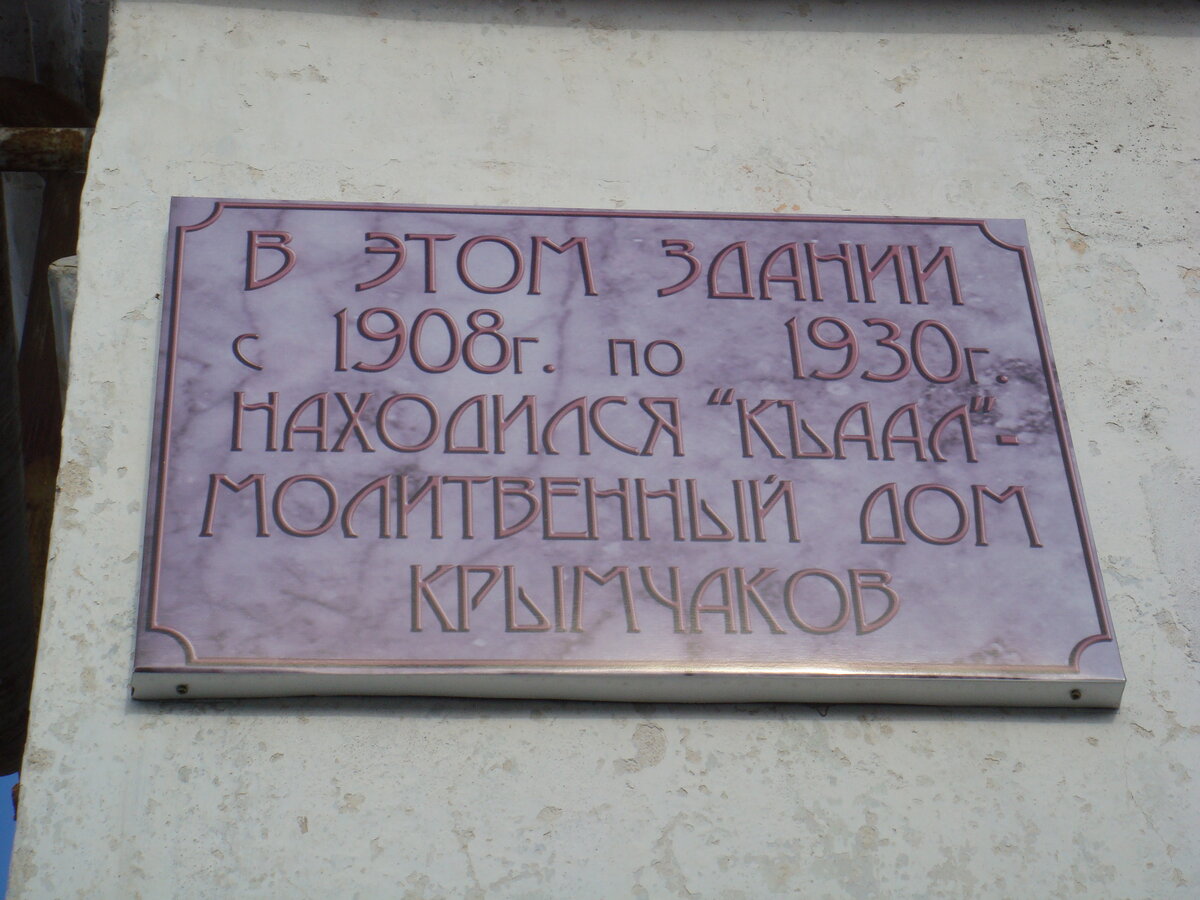 В ЭТОМ ЗДАНИИ
с 1908г. по 1930г.
НАХОДИЛСЯ “КЪААЛ”-
МОЛИТВЕННЫЙ ДОМ
КРЫМЧАКОВ